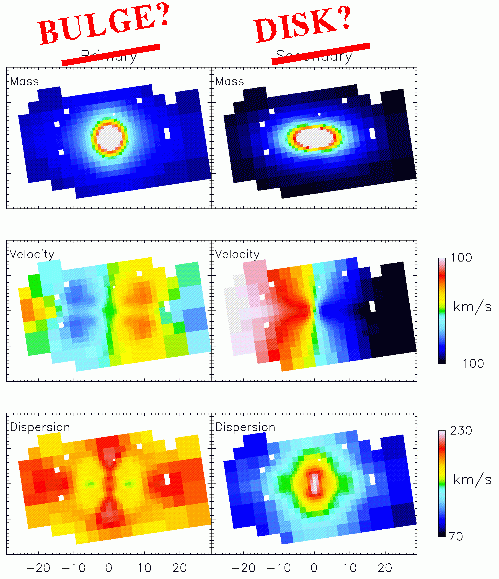 BULGE? DISK?
Primary Secondary
Mass Mass
Velocity Velocity
100
km/s
-100
Dispersion Dispersion
230
km/s
70
-20 -10 0 10 20 -20 -10 0 10 20